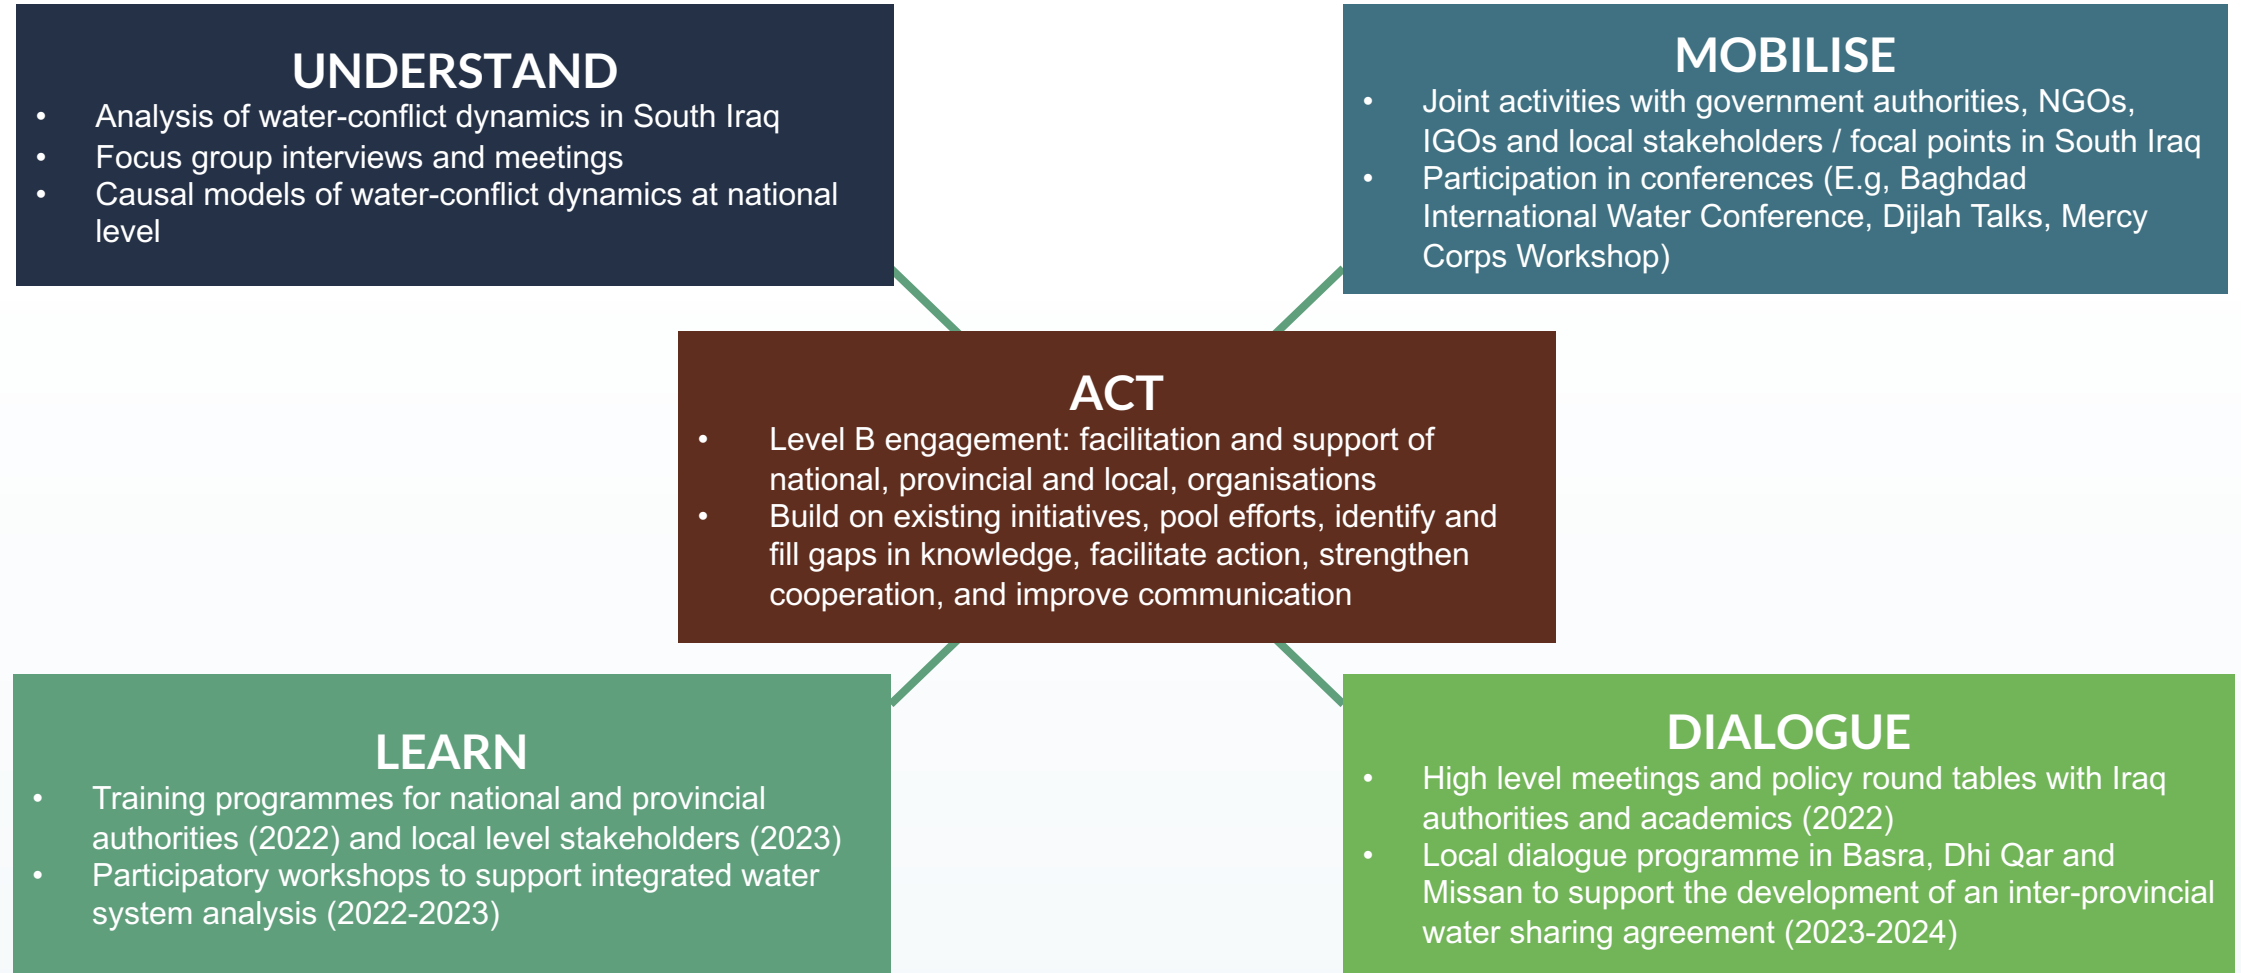 UNDERSTAND
• Analysis of water-conflict dynamics in South Iraq
• Focus group interviews and meetings
• Causal models of water-conflict dynamics at national
level
MOBILISE
• Joint activities with government authorities, NGOs,
IGOs and local stakeholders / focal points in South Iraq
• Participation in conferences (E.g, Baghdad
International Water Conference, Dijlah Talks, Mercy
Corps Workshop)
ACT
• Level B engagement: facilitation and support of
national, provincial and local, organisations
• Build on existing initiatives, pool efforts, identify and
fill gaps in knowledge, facilitate action, strengthen
cooperation, and improve communication
LEARN
• Training programmes for national and provincial
authorities (2022) and local level stakeholders (2023)
• Participatory workshops to support integrated water
system analysis (2022-2023)
DIALOGUE
• High level meetings and policy round tables with Iraq
authorities and academics (2022)
• Local dialogue programme in Basra, Dhi Qar and
Missan to support the development of an inter-provincial
water sharing agreement (2023-2024)